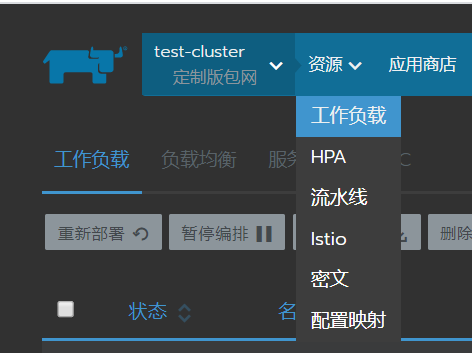 test-cluster
定制版包网
资源
应用商店
工作负载
HPA
流水线
Istio
密文
配置映射
工作负载
负载均衡
服务
C
重新部署
暂停编排
删除
状态
名